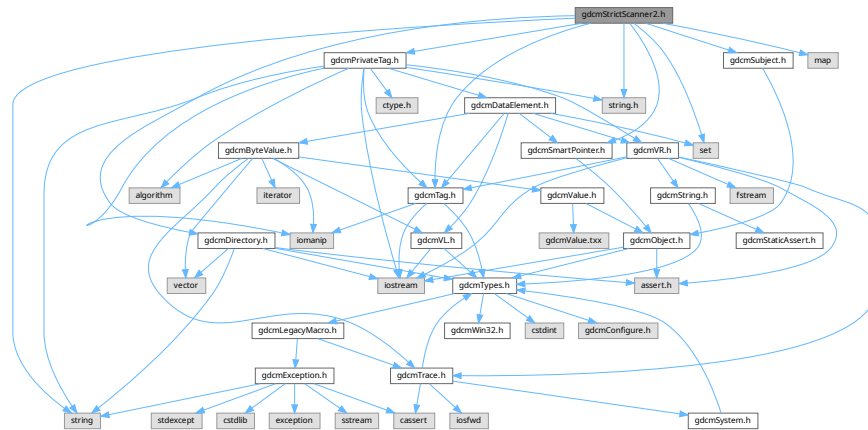 gdcmStrictScanner2.h
gdcmPrivateTag.h
gdcmSubject.h
map
ctype.h
gdcmDataElement.h
string.h
gdcmByteValue.h
gdcmSmartPointer.h
gdcmVR.h
set
algorithm
iterator
gdcmTag.h
gdcmValue.h
gdcmString.h
fstream
gdcmDirectory.h
iomanip
gdcmVL.h
gdcmValue.txx
gdcmObject.h
gdcmStaticAssert.h
vector
iostream
gdcmTypes.h
assert.h
gdcmLegacyMacro.h
gdcmWin32.h
cstdint
gdcmConfigure.h
gdcmException.h
gdcmTrace.h
string
stdexcept
cstdlib
exception
sstream
cassert
iosfwd
gdcmSystem.h